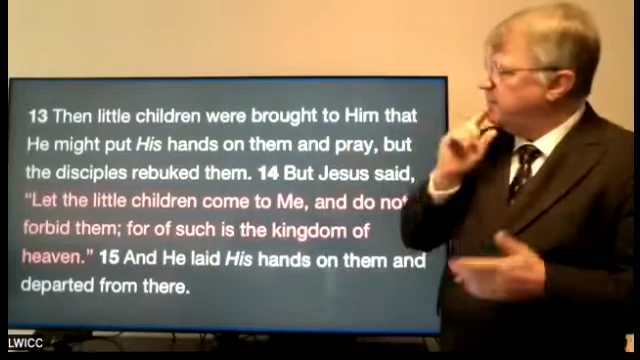 13 Then little children were brought to Him that
He might put His hands on them and pray, but
the disciples rebuked them. 14 But Jesus said,
“Let the little children come to Me, and do not
forbid them; for of such is the kingdom of
heaven.” 15 And He laid His hands on them and
departed from there.
LWICC